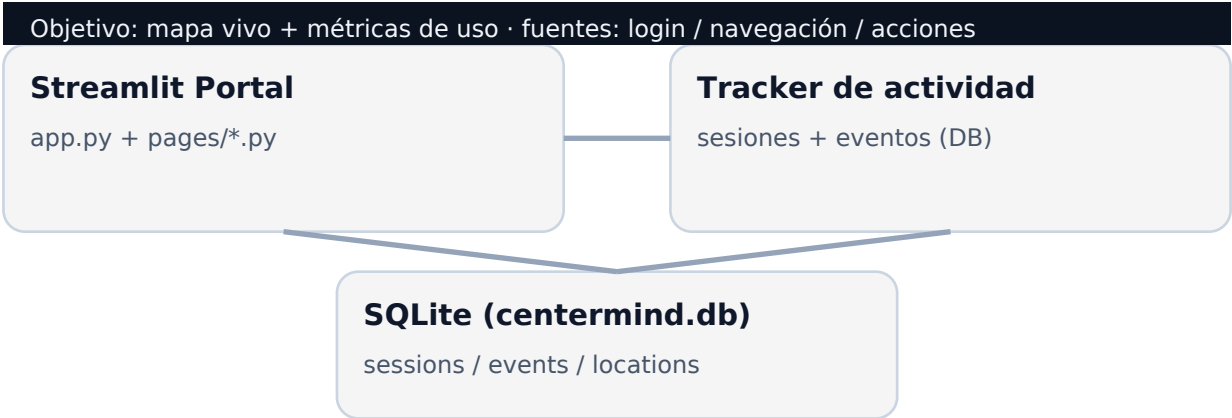 Objetivo: mapa vivo + métricas de uso · fuentes: login / navegación / acciones
Streamlit Portal
app.py + pages/*.py
Tracker de actividad
sesiones + eventos (DB)
SQLite (centermind.db)
sessions / events / locations